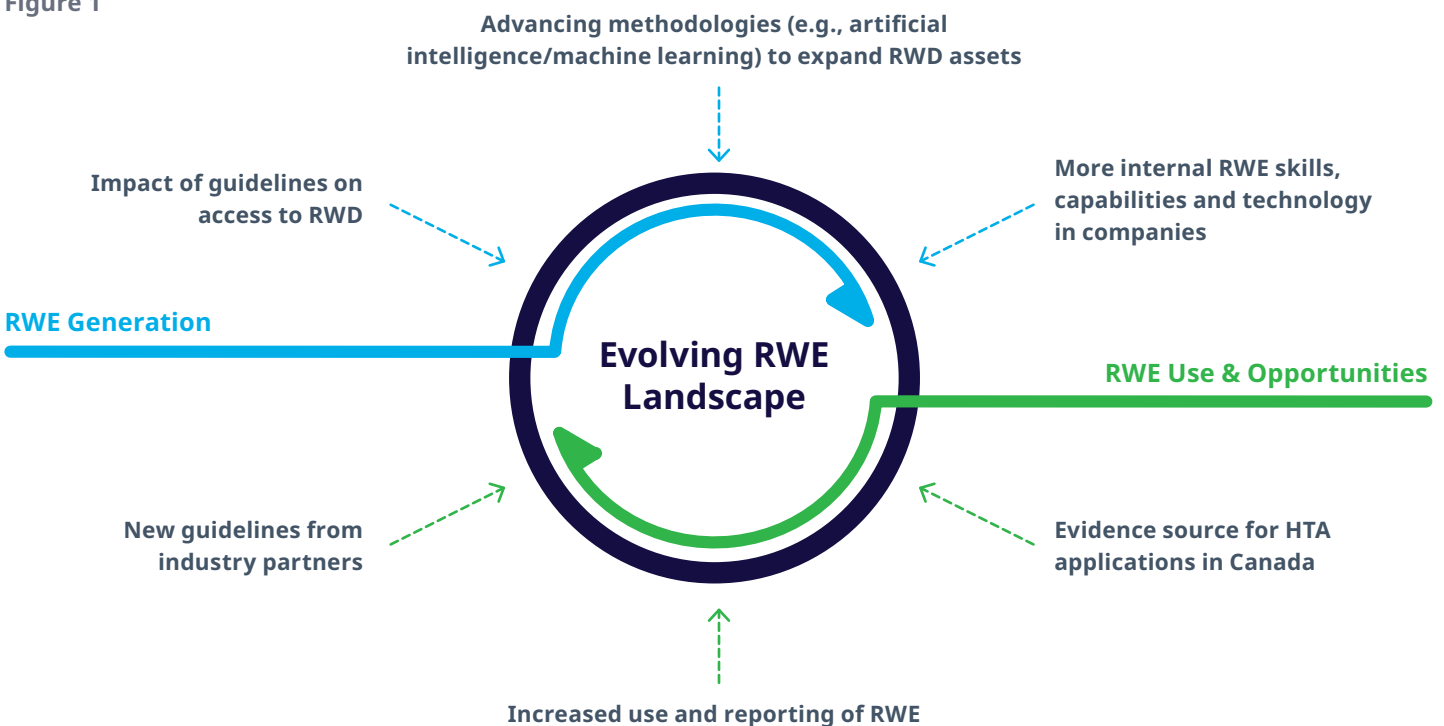 Figure 1
Advancing methodologies (e.g., artificial
intelligence/machine learning) to expand RWD assets
Impact of guidelines on
access to RWD
More internal RWE skills,
capabilities and technology
in companies
RWE Generation
Evolving RWE
Landscape
RWE Use & Opportunities
New guidelines from
industry partners
Evidence source for HTA
applications in Canada
Increased use and reporting of RWE